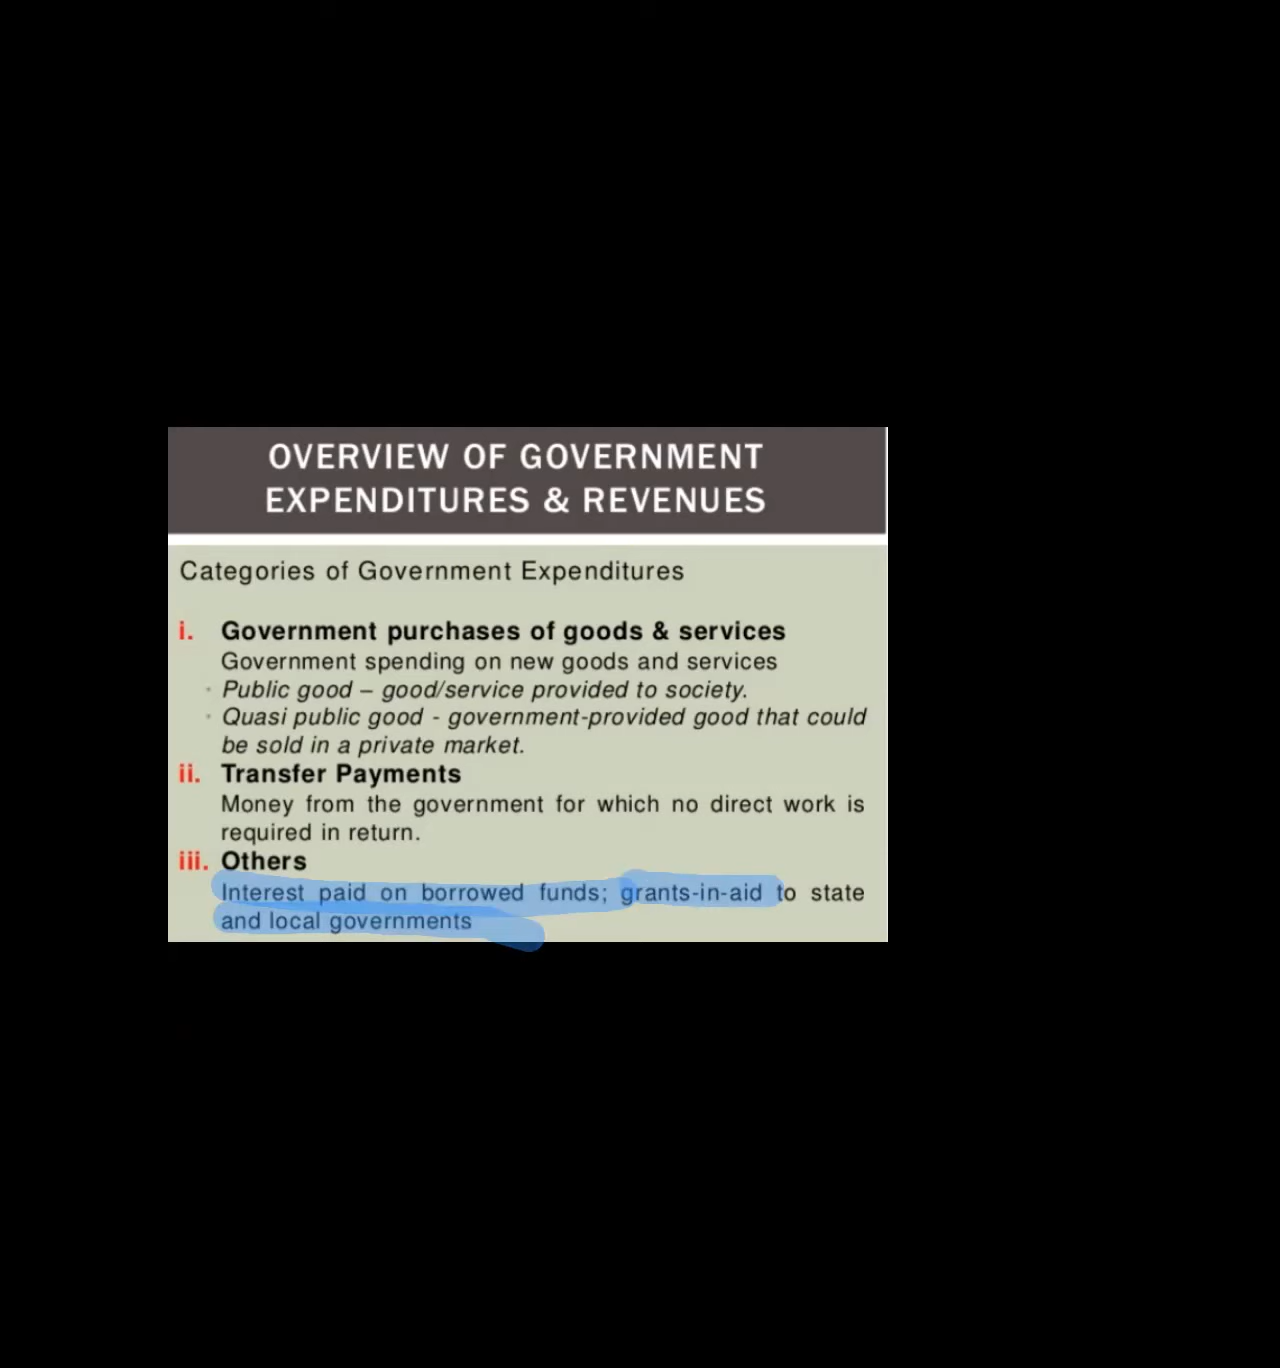 OVERVIEW OF GOVERNMENT
EXPENDITURES & REVENUES
Categories of Government Expenditures
i. Government purchases of goods & services
Government spending on new goods and services
· Public good – good/service provided to society.
· Quasi public good - government-provided good that could
be sold in a private market.
ii. Transfer Payments
Money from the government for which no direct work is
required in return.
iii. Others
Interest paid on borrowed funds; grants-in-aid to state
and local governments